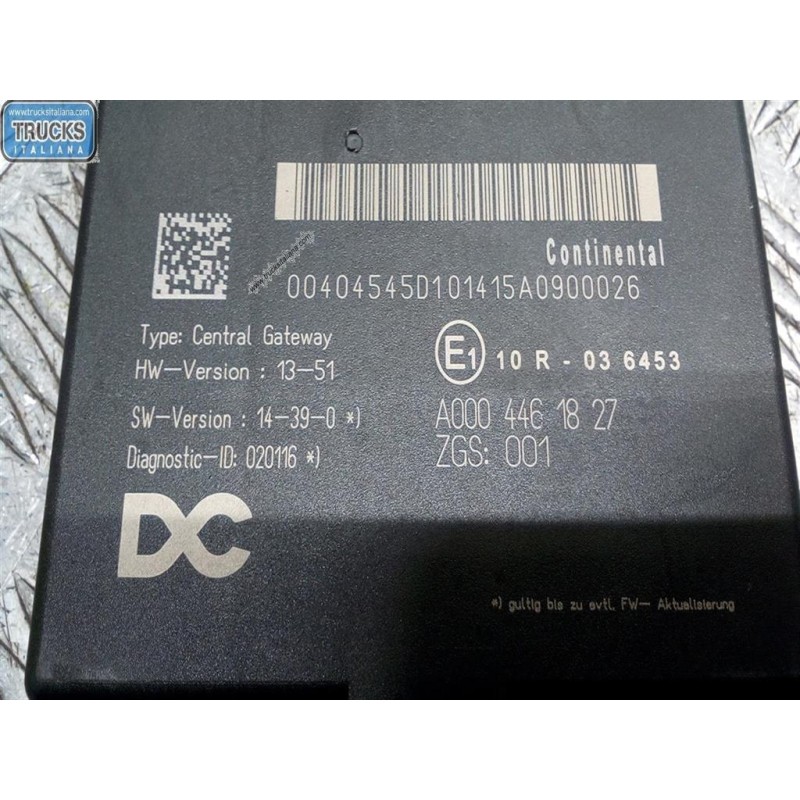 www.trucksitaliana.com
TRUCKS
ITALIANA
Continental
00404545D101415A0900026
Type: Central Gateway
HW-Version : 13-51
E1 10 R - 03 6453
SW-Version : 14-39-0 *)
A000 446 18 27
Diagnostic-ID: 020116 *)
ZGS: 001
DC
*) gultig bis zu evtl. FW- Aktualisierung